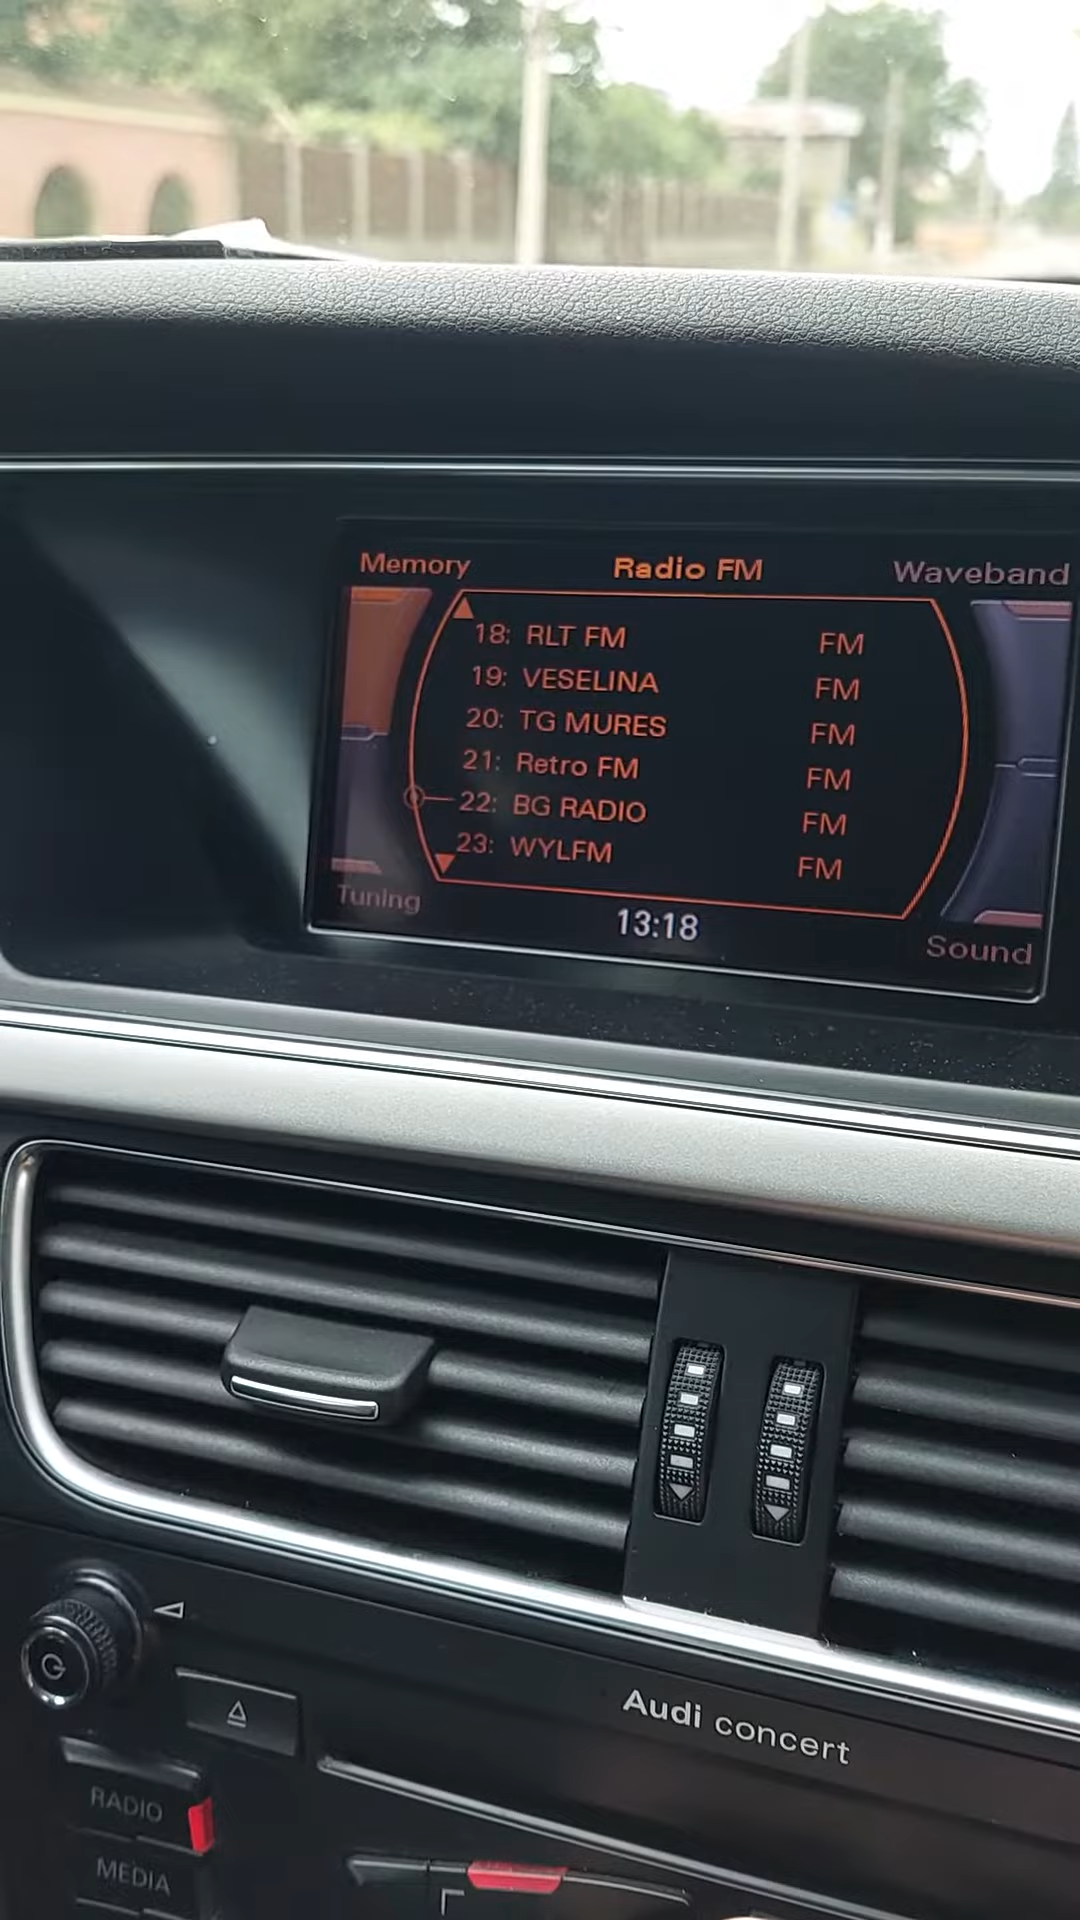 Memory Radio FM Waveband
18: RLT FM FM
19: VESELINA FM
20: TG MURES FM
21: Retro FM FM
22: BG RADIO FM
23: WYLFM FM
Tuning 13:18 Sound
Audi concert
RADIO
MEDIA